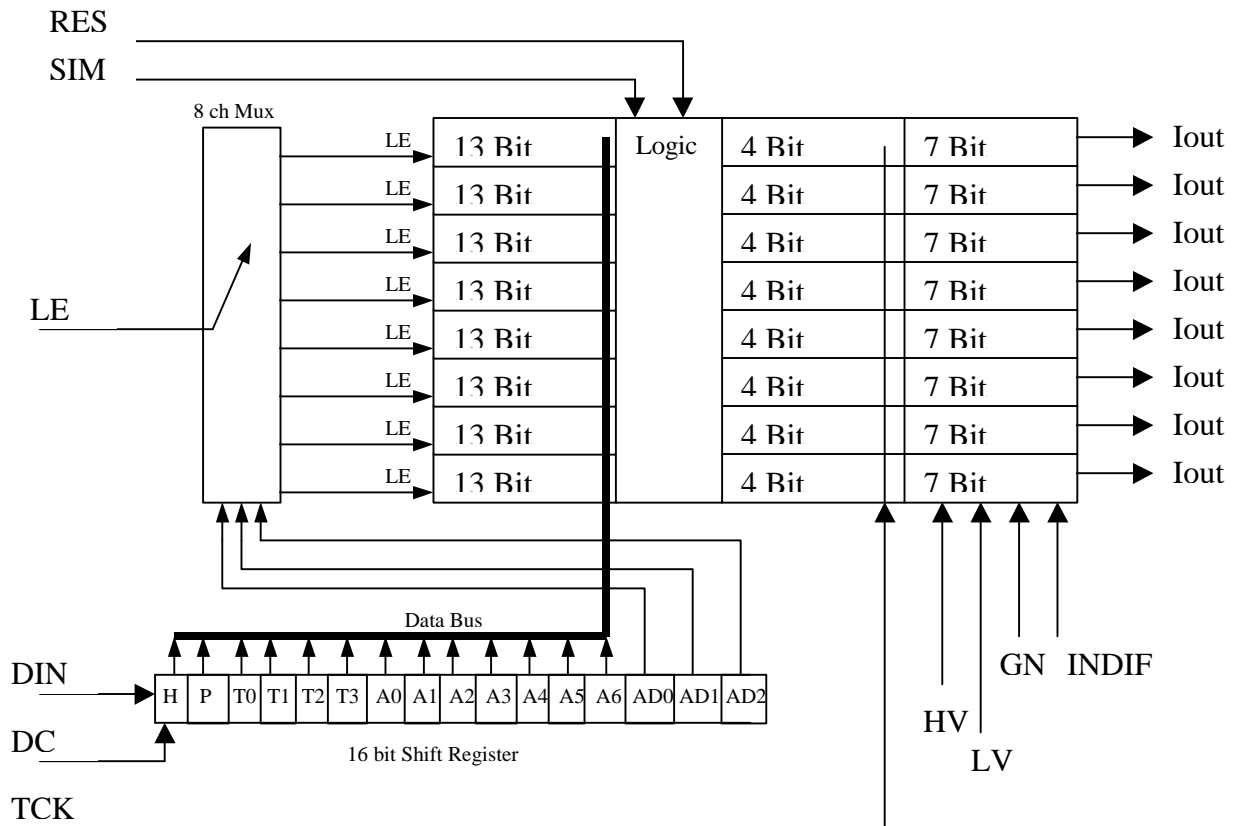 RES
SIM
8 ch Mux
LE 13 Bit Logic 4 Bit 7 Bit Iout
LE 13 Bit 4 Bit 7 Bit Iout
LE 13 Bit 4 Bit 7 Bit Iout
LE 13 Bit 4 Bit 7 Bit Iout
LE
LE 13 Bit 4 Bit 7 Bit Iout
LE 13 Bit 4 Bit 7 Bit Iout
LE 13 Bit 4 Bit 7 Bit Iout
LE 13 Bit 4 Bit 7 Bit Iout
Data Bus
DIN
H P T0 T1 T2 T3 A0 A1 A2 A3 A4 A5 A6 AD0 AD1 AD2
GN INDIF
HV
DC
16 bit Shift Register
LV
TCK